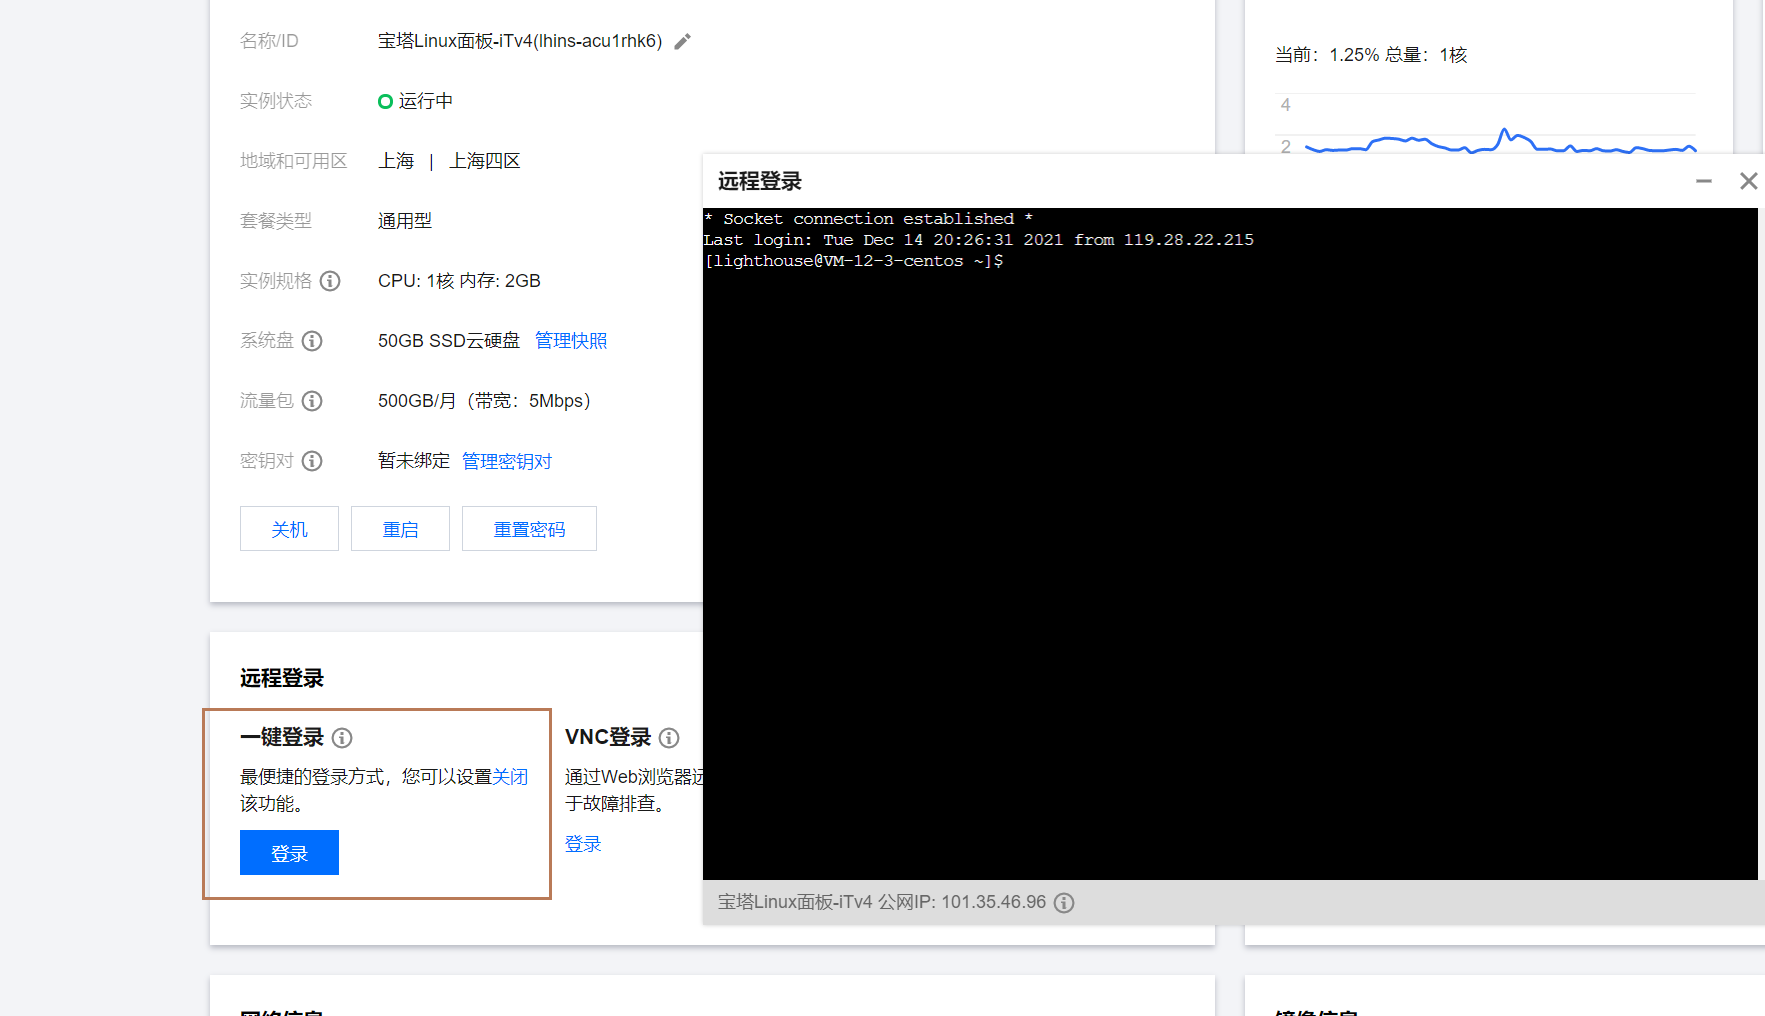 名称/ID 宝塔Linux面板-iTv4(lhins-acu1rhk6)
实例状态 运行中
地域和可用区 上海 | 上海四区
套餐类型 通用型
实例规格 CPU: 1核 内存: 2GB
系统盘 50GB SSD云硬盘 管理快照
流量包 500GB/月（带宽：5Mbps）
密钥对 暂未绑定 管理密钥对
关机 重启 重置密码
当前：1.25% 总量：1核
4
2
远程登录
* Socket connection established *
Last login: Tue Dec 14 20:26:31 2021 from 119.28.22.215
[lighthouse@VM-12-3-centos ~]$
宝塔Linux面板-iTv4 公网IP: 101.35.46.96
远程登录
一键登录
最便捷的登录方式，您可以设置关闭
该功能。
登录
VNC登录
通过Web浏览器远
于故障排查。
登录
网络信息
镜像信息